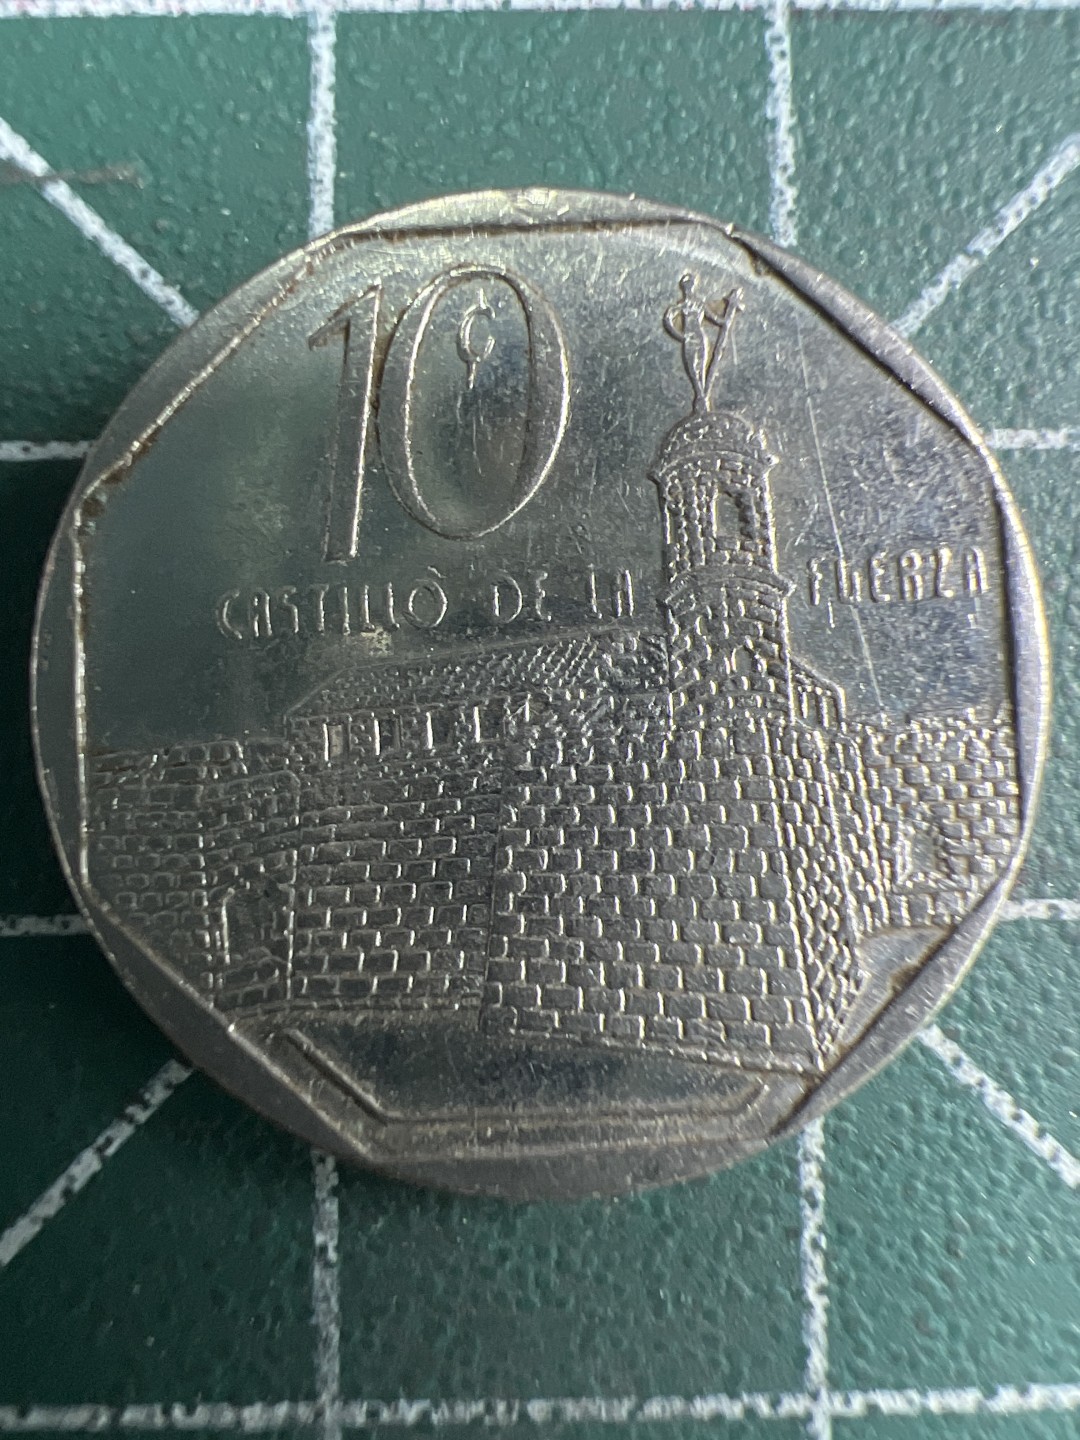 10¢
CASTILLO DE LA FUERZA